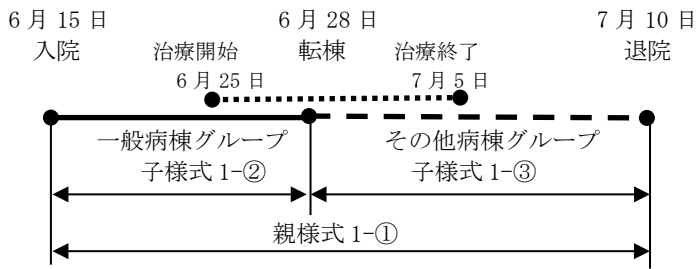 6 月 15 日 6 月 28 日 7 月 10 日
入院 治療開始 転棟 治療終了 退院
6 月 25 日 7 月 5 日
一般病棟グループ その他病棟グループ
子様式 1-② 子様式 1-③
親様式 1-①